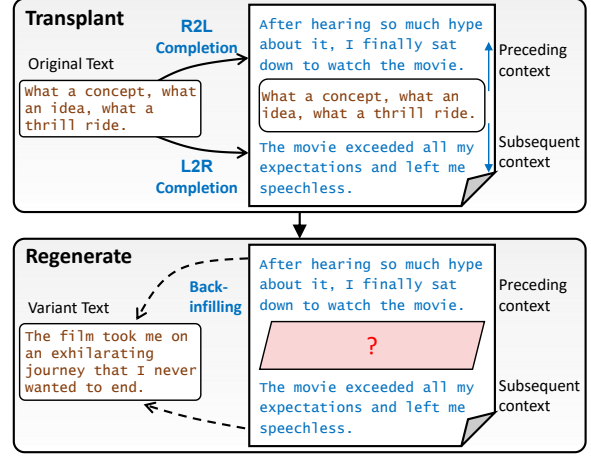 Transplant
R2L
Completion
Original Text
What a concept, what
an idea, what a
thrill ride.
L2R
Completion
After hearing so much hype
about it, I finally sat
down to watch the movie.
What a concept, what an
idea, what a thrill ride.
The movie exceeded all my
expectations and left me
speechless.
Preceding
context
Subsequent
context
Regenerate
Back-
infilling
Variant Text
The film took me on
an exhilarating
journey that I never
wanted to end.
After hearing so much hype
about it, I finally sat
down to watch the movie.
?
The movie exceeded all my
expectations and left me
speechless.
Preceding
context
Subsequent
context